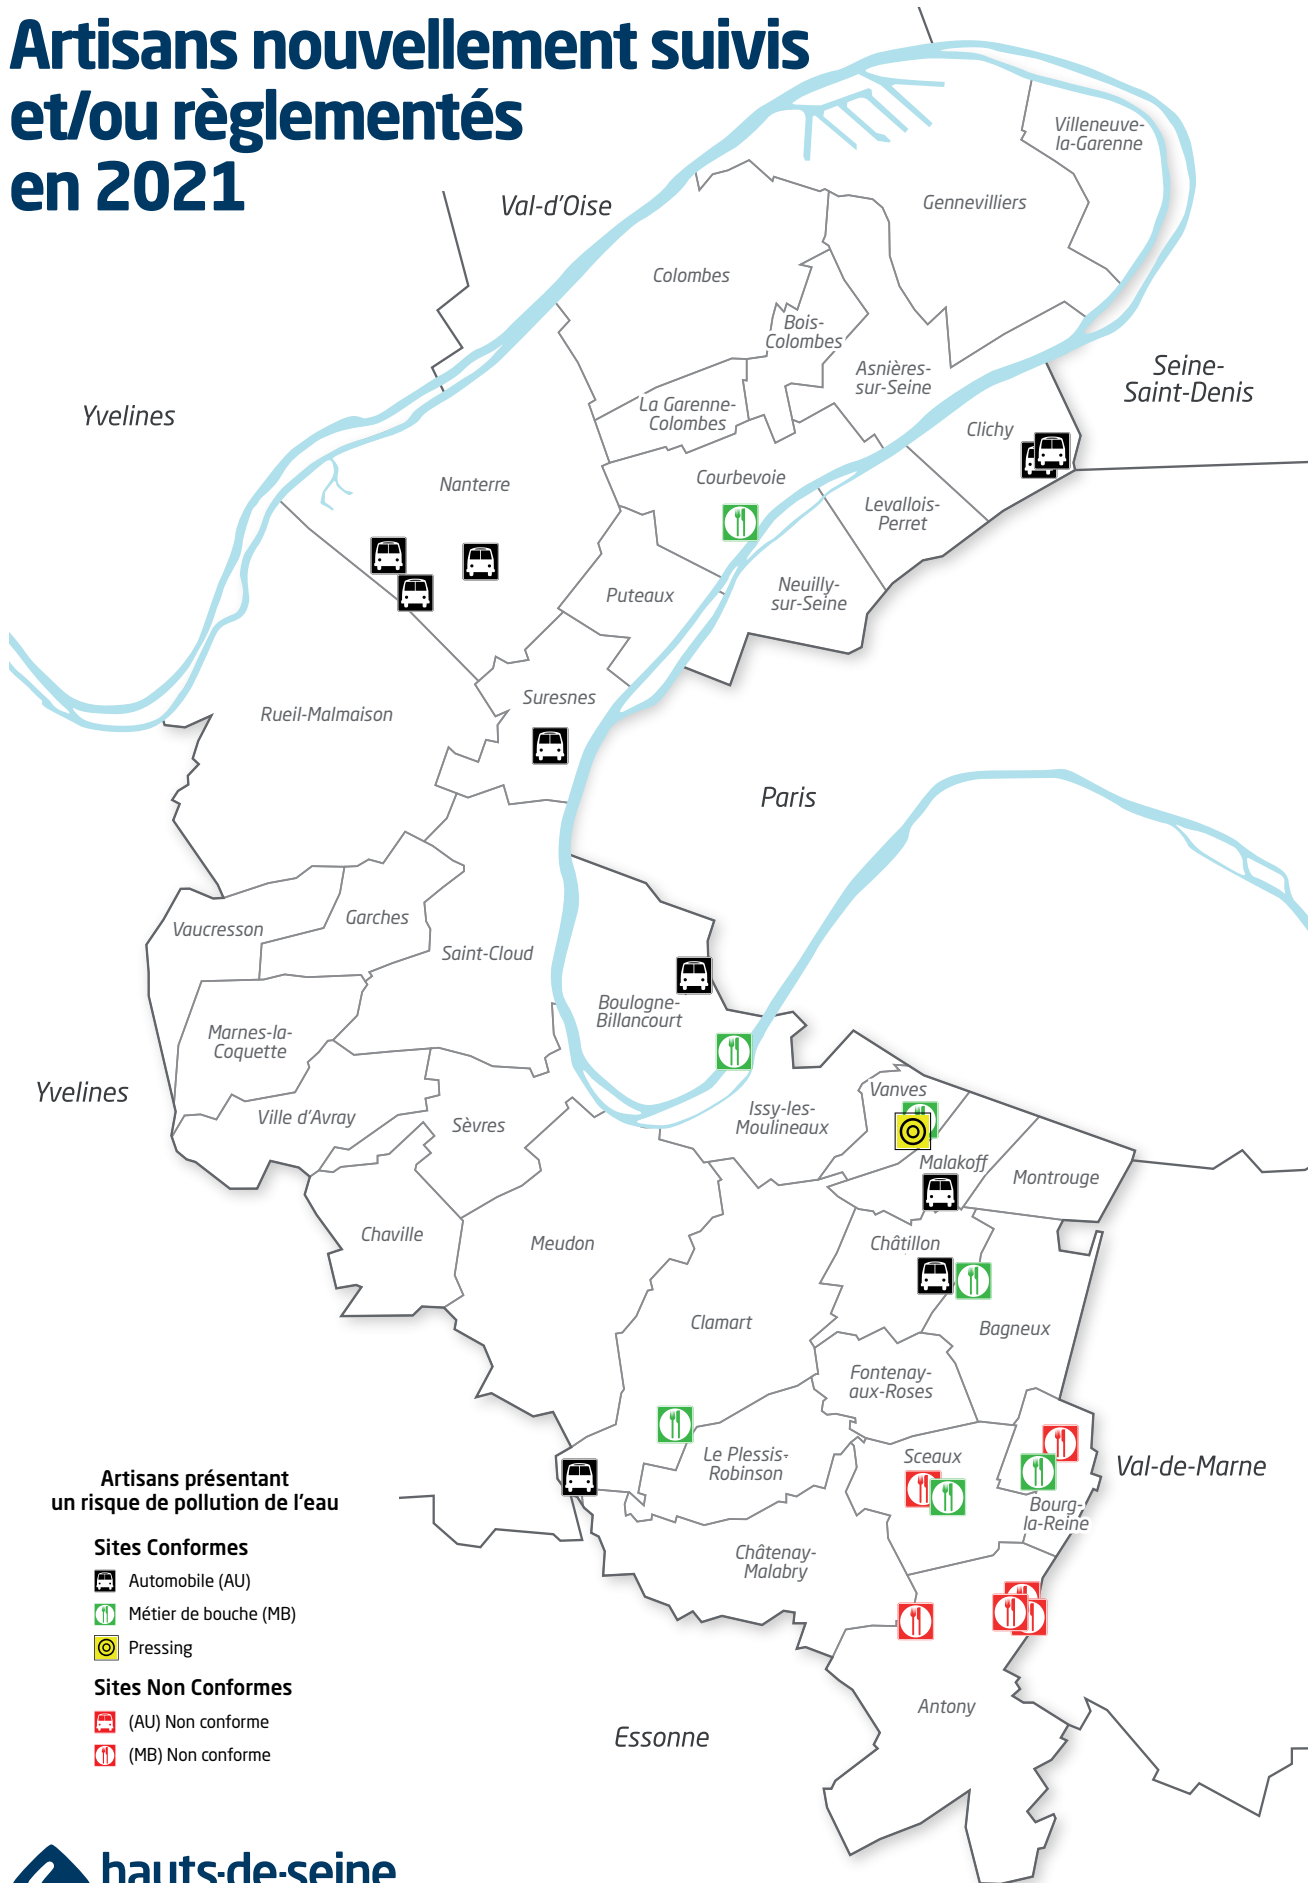 Artisans nouvellement suivis
et/ou règlementés
en 2021
Val-d'Oise
Villeneuve-
la-Garenne
Gennevilliers
Colombes
Bois-
Colombes
Asnières-
sur-Seine
Seine-
Saint-Denis
Yvelines
La Garenne-
Colombes
Clichy
Courbevoie
Nanterre
Levallois-
Perret
Puteaux
Neuilly-
sur-Seine
Suresnes
Rueil-Malmaison
Paris
Garches
Vaucresson
Saint-Cloud
Boulogne-
Billancourt
Marnes-la-
Coquette
Yvelines
Vanves
Ville d'Avray
Sèvres
Issy-les-
Moulineaux
Malakoff
Montrouge
Chaville
Meudon
Châtillon
Clamart
Bagneux
Fontenay-
aux-Roses
Le Plessis-
Robinson
Sceaux
Val-de-Marne
Bourg-
la-Reine
Châtenay-
Malabry
Antony
Essonne
Artisans présentant
un risque de pollution de l'eau
Sites Conformes
Automobile (AU)
Métier de bouche (MB)
Pressing
Sites Non Conformes
(AU) Non conforme
(MB) Non conforme
hauts-de-seine